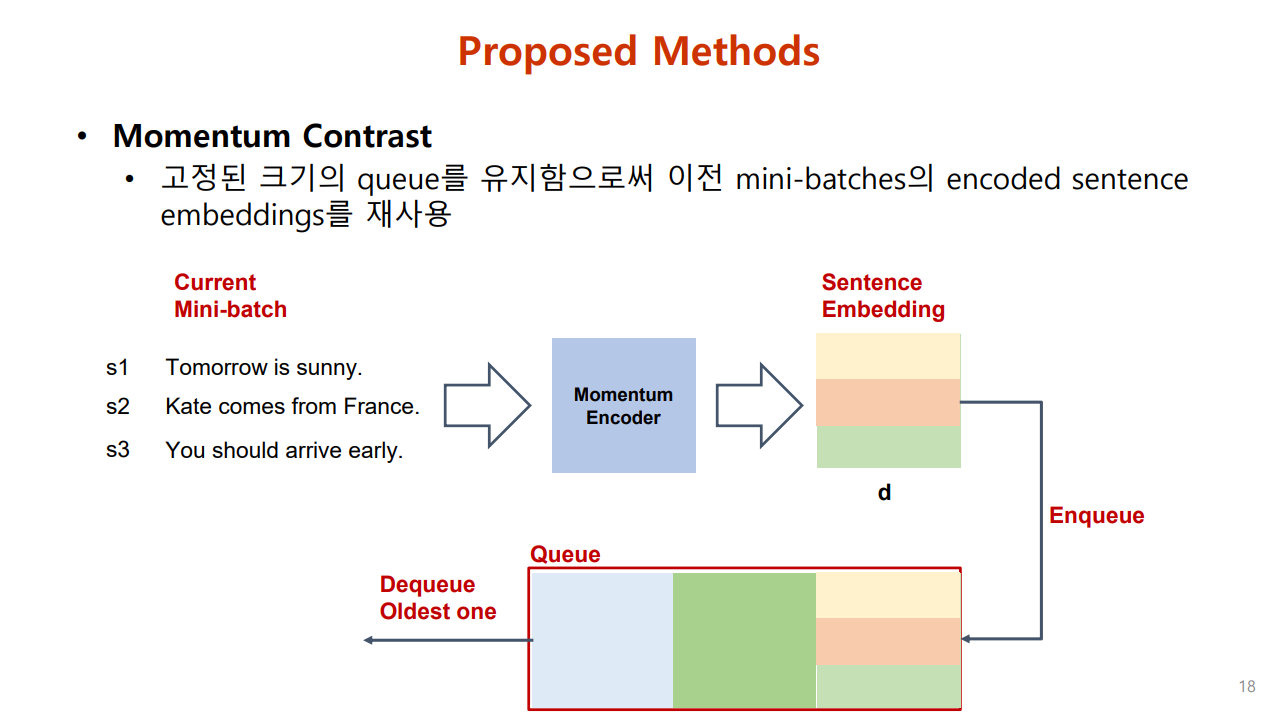 Proposed Methods
• Momentum Contrast
• 고정된 크기의 queue를 유지함으로써 이전 mini-batches의 encoded sentence
embeddings를 재사용
Current
Mini-batch
s1 Tomorrow is sunny.
s2 Kate comes from France.
s3 You should arrive early.
Momentum
Encoder
Sentence
Embedding
d
Enqueue
Queue
Dequeue
Oldest one
18